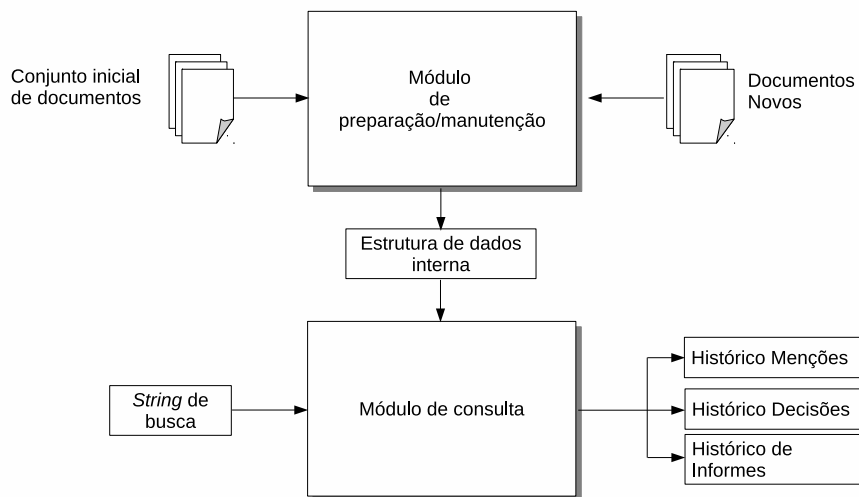 Conjunto inicial
de documentos
Módulo
de
preparação/manutenção
Documentos
Novos
Estrutura de dados
interna
String de
busca
Módulo de consulta
Histórico Menções
Histórico Decisões
Histórico de
Informes